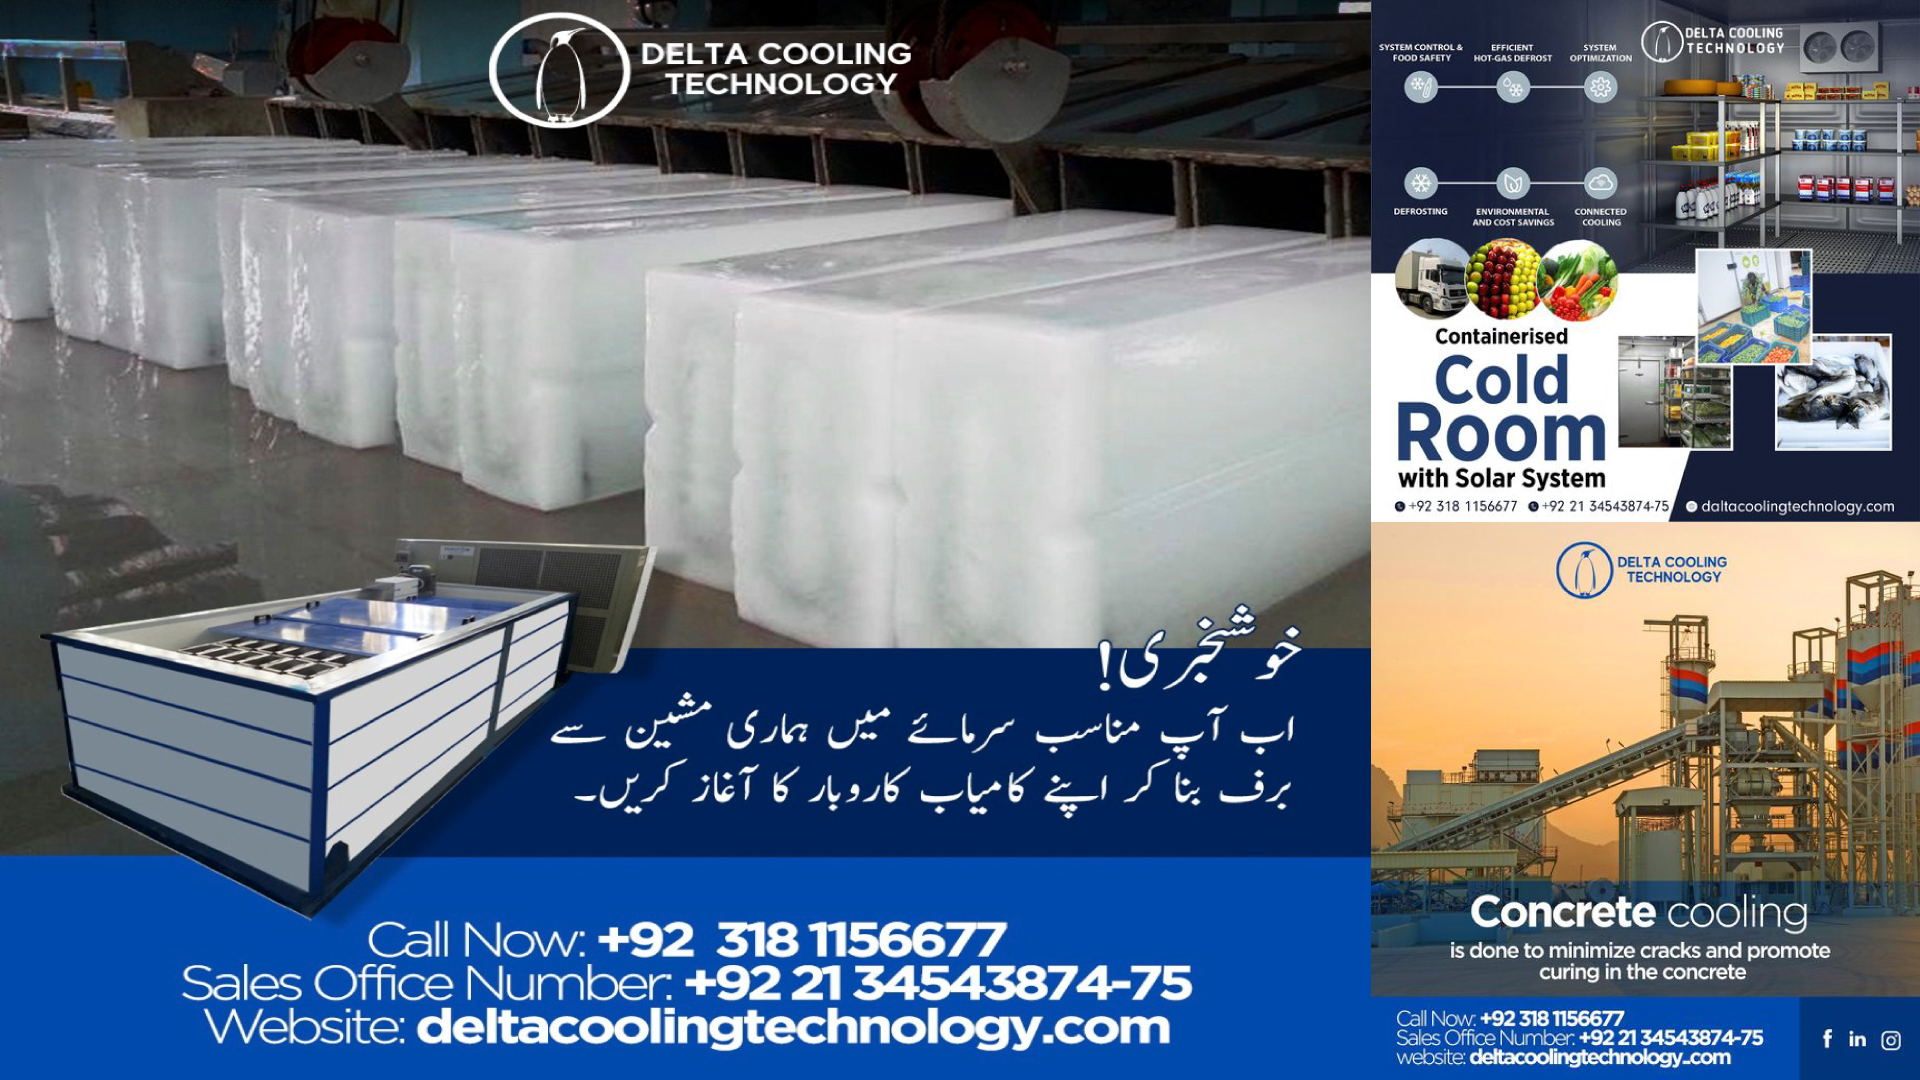 DELTA COOLING
TECHNOLOGY
خوشخبری!
اب آپ مناسب سرمائے میں ہماری مشین سے
برف بنا کر اپنے کامیاب کاروبار کا آغاز کریں۔
Call Now: +92 318 1156677
Sales Office Number: +92 21 34543874-75
Website: deltacoolingtechnology.com
DELTA COOLING
TECHNOLOGY
SYSTEM CONTROL &
FOOD SAFETY
EFFICIENT
HOT-GAS DEFROST
SYSTEM
OPTIMIZATION
DEFROSTING
ENVIRONMENTAL
AND COST SAVINGS
CONNECTED
COOLING
Containerised
Cold
Room
with Solar System
+92 318 1156677 +92 21 34543874-75 daltacoolingtechnology.com
DELTA COOLING
TECHNOLOGY
Concrete cooling
is done to minimize cracks and promote
curing in the concrete
Call Now: +92 318 1156677
Sales Office Number: +92 21 34543874-75
website: deltacoolingtechnology..com